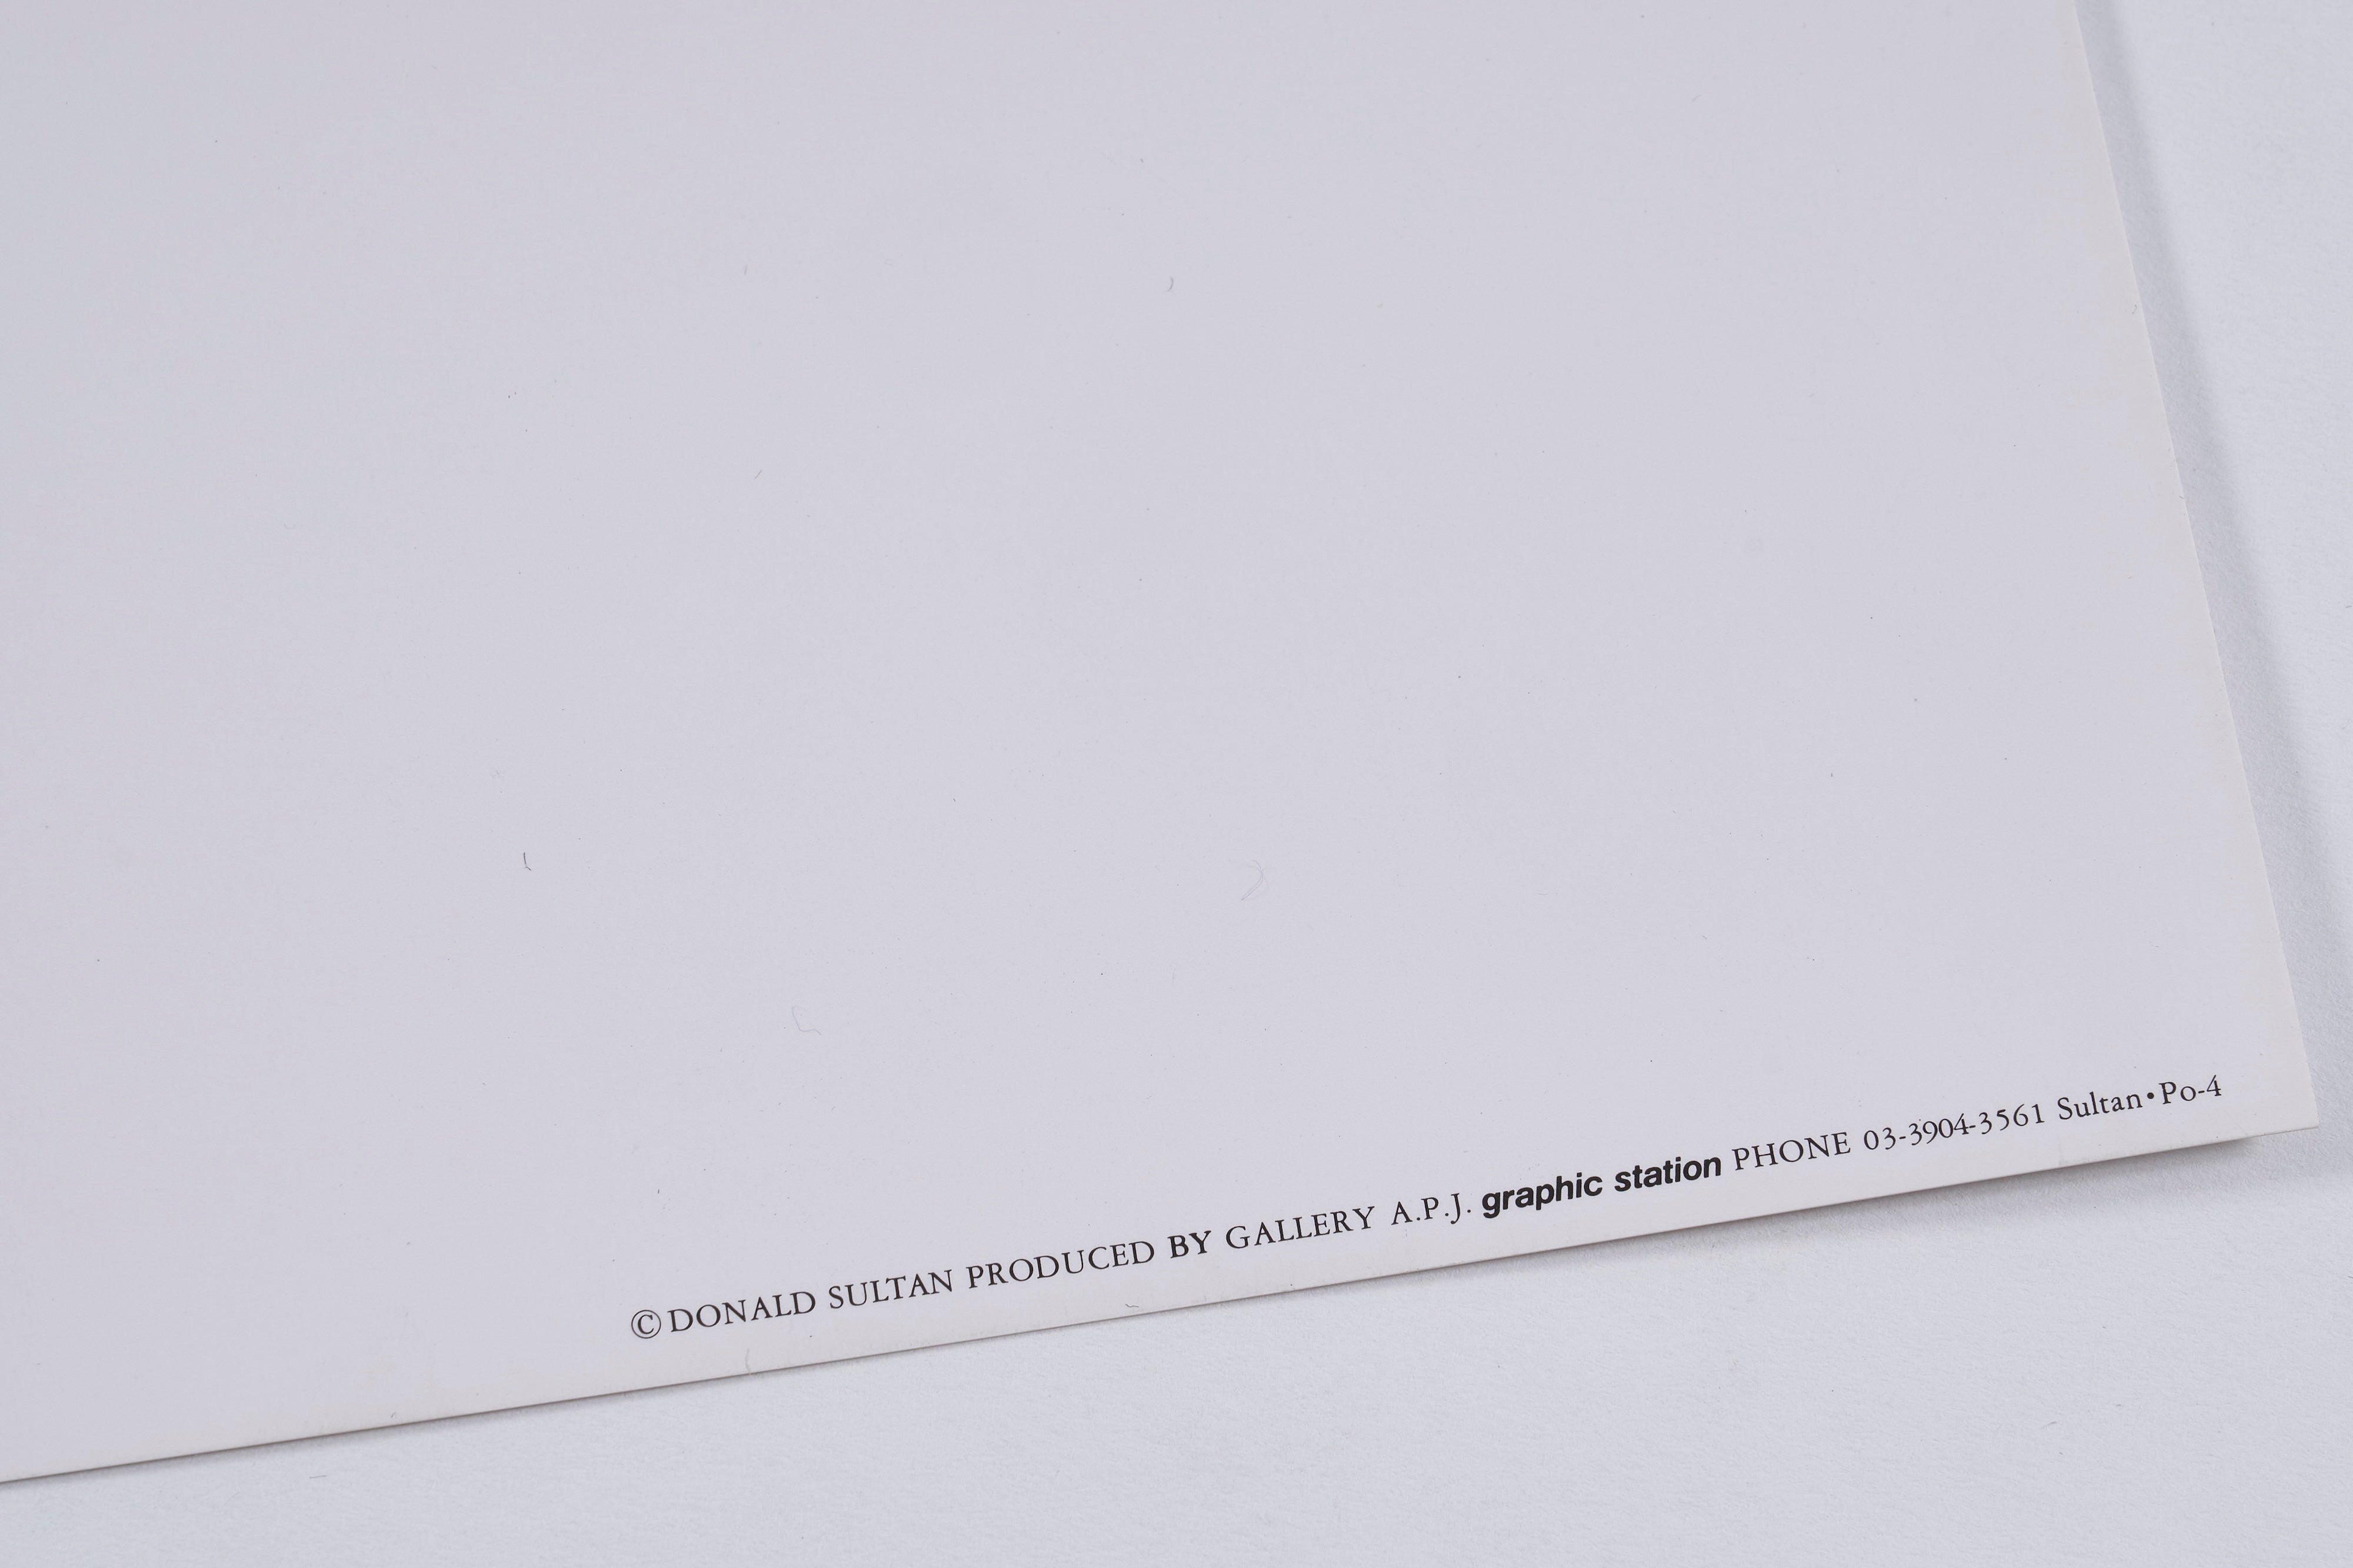 ©DONALD SULTAN PRODUCED BY GALLERY A.P.J. graphic station PHONE 03-3904-3561 Sultan•Po-4